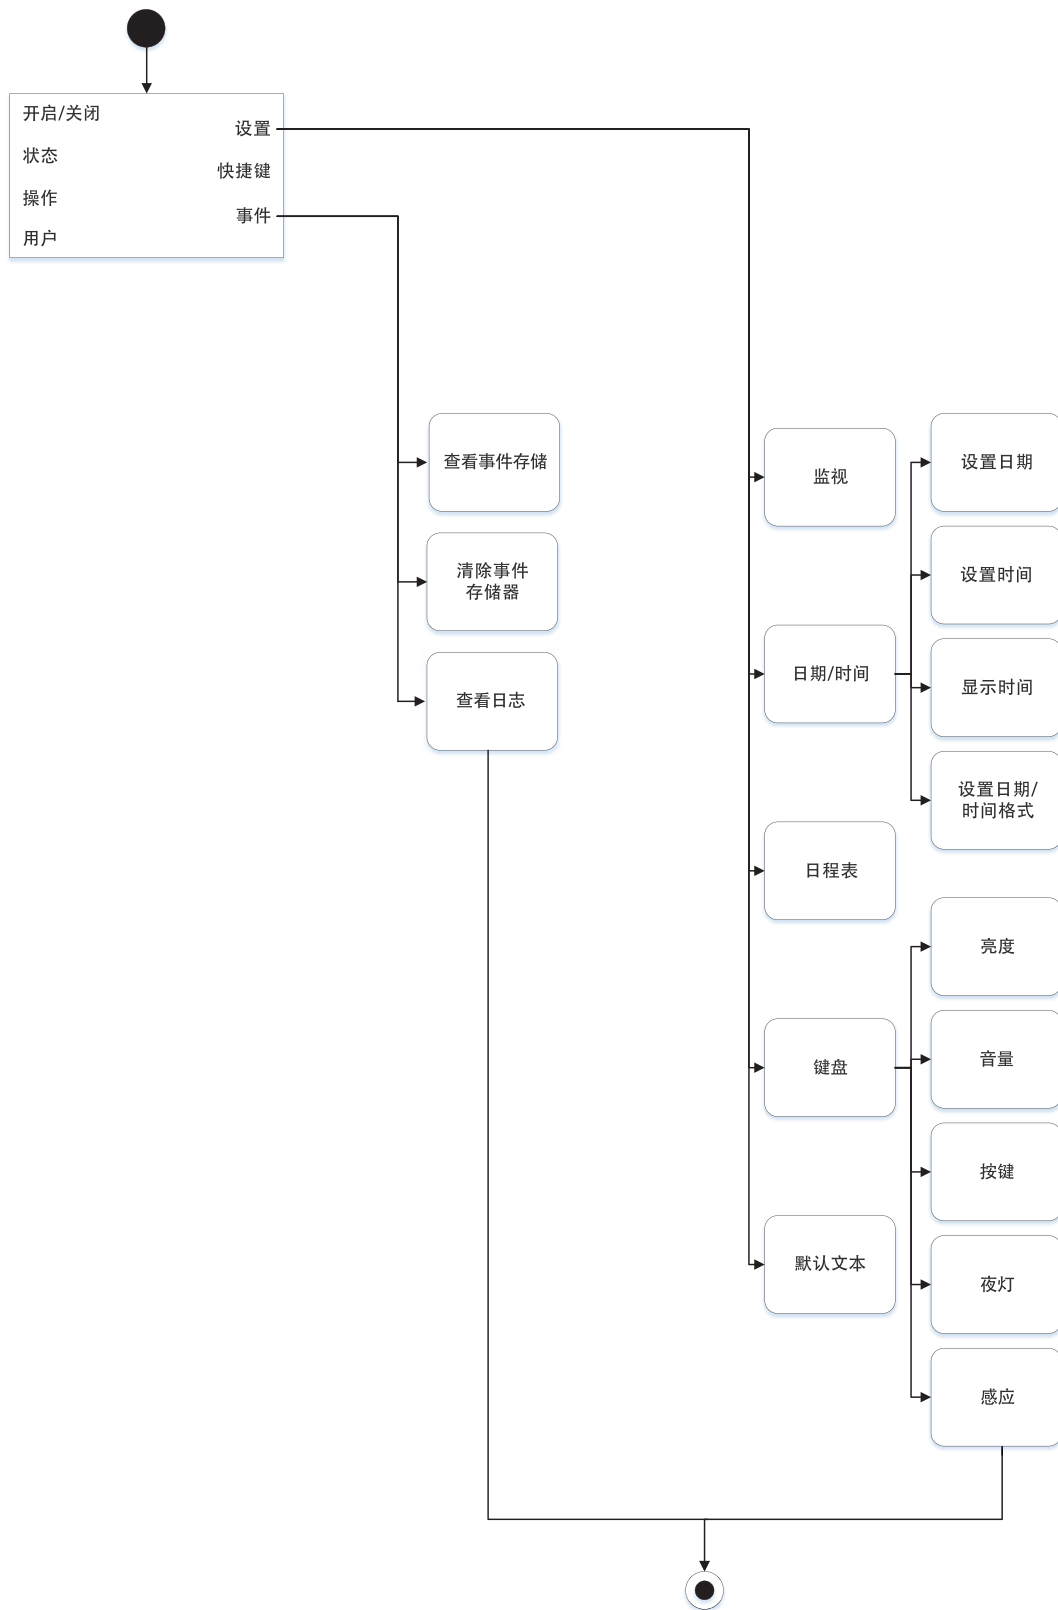 开启/关闭
设置
状态
快捷键
操作
事件
用户
查看事件存储
清除事件
存储器
查看日志
监视
日期/时间
日程表
键盘
默认文本
设置日期
设置时间
显示时间
设置日期/
时间格式
亮度
音量
按键
夜灯
感应